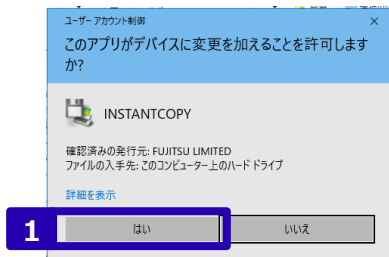 ユーザー アカウント制御
このアプリがデバイスに変更を加えることを許可します
か?
INSTANTCOPY
確認済みの発行元: FUJITSU LIMITED
ファイルの入手先: このコンピューター上のハード ドライブ
詳細を表示
1
はい
いいえ